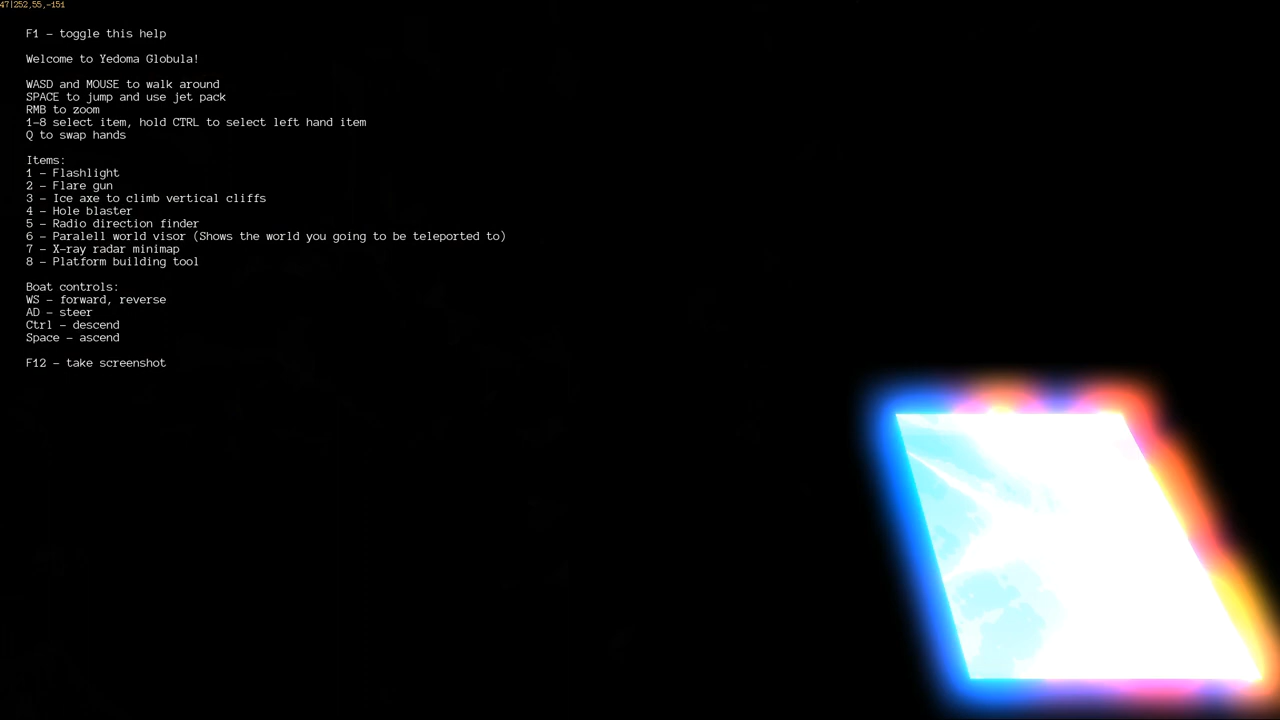 47|252,55,-151
F1 - toggle this help
Welcome to Yedoma Globula!
WASD and MOUSE to walk around
SPACE to jump and use jet pack
RMB to zoom
1-8 select item, hold CTRL to select left hand item
Q to swap hands
Items:
1 - Flashlight
2 - Flare gun
3 - Ice axe to climb vertical cliffs
4 - Hole blaster
5 - Radio direction finder
6 - Paralell world visor (Shows the world you going to be teleported to)
7 - X-ray radar minimap
8 - Platform building tool
Boat controls:
WS - forward, reverse
AD - steer
Ctrl - descend
Space - ascend
F12 - take screenshot